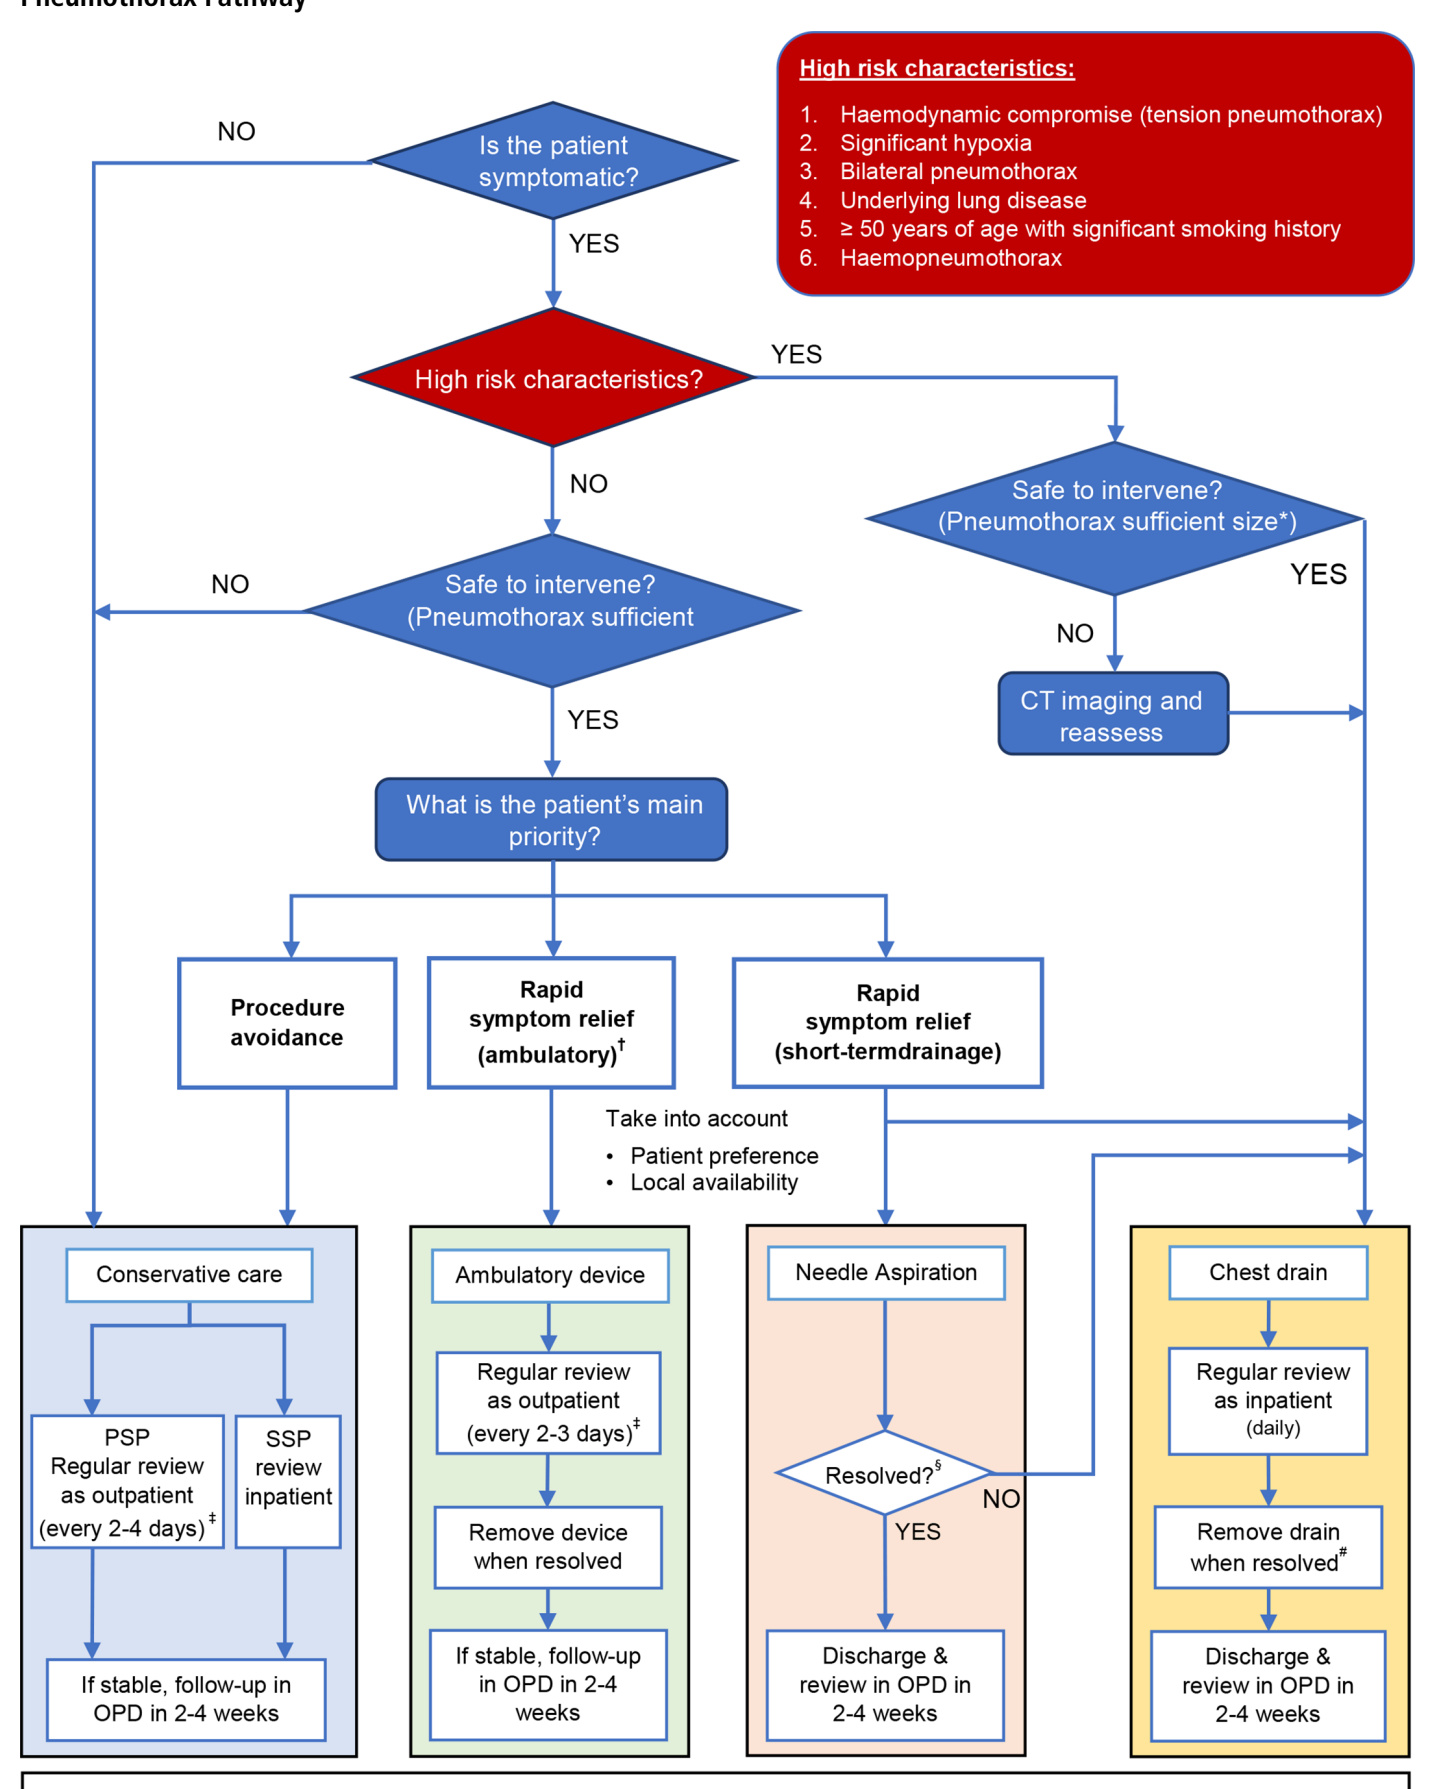 Pneumothorax Pathway
High risk characteristics:
1. Haemodynamic compromise (tension pneumothorax)
2. Significant hypoxia
3. Bilateral pneumothorax
4. Underlying lung disease
5. ≥ 50 years of age with significant smoking history
6. Haemopneumothorax
NO
Is the patient
symptomatic?
YES
High risk characteristics?
YES
NO
Safe to intervene?
(Pneumothorax sufficient size*)
YES
NO
CT imaging and
reassess
NO
Safe to intervene?
(Pneumothorax sufficient
YES
What is the patient’s main
priority?
Procedure
avoidance
Rapid
symptom relief
(ambulatory)†
Rapid
symptom relief
(short-termdrainage)
Take into account
• Patient preference
• Local availability
Conservative care
PSP
Regular review
as outpatient
(every 2-4 days)‡
SSP
review
inpatient
If stable, follow-up in
OPD in 2-4 weeks
Ambulatory device
Regular review
as outpatient
(every 2-3 days)‡
Remove device
when resolved
If stable, follow-up
in OPD in 2-4
weeks
Needle Aspiration
Resolved?§
NO
YES
Discharge &
review in OPD in
2-4 weeks
Chest drain
Regular review
as inpatient
(daily)
Remove drain
when resolved#
Discharge &
review in OPD in
2-4 weeks